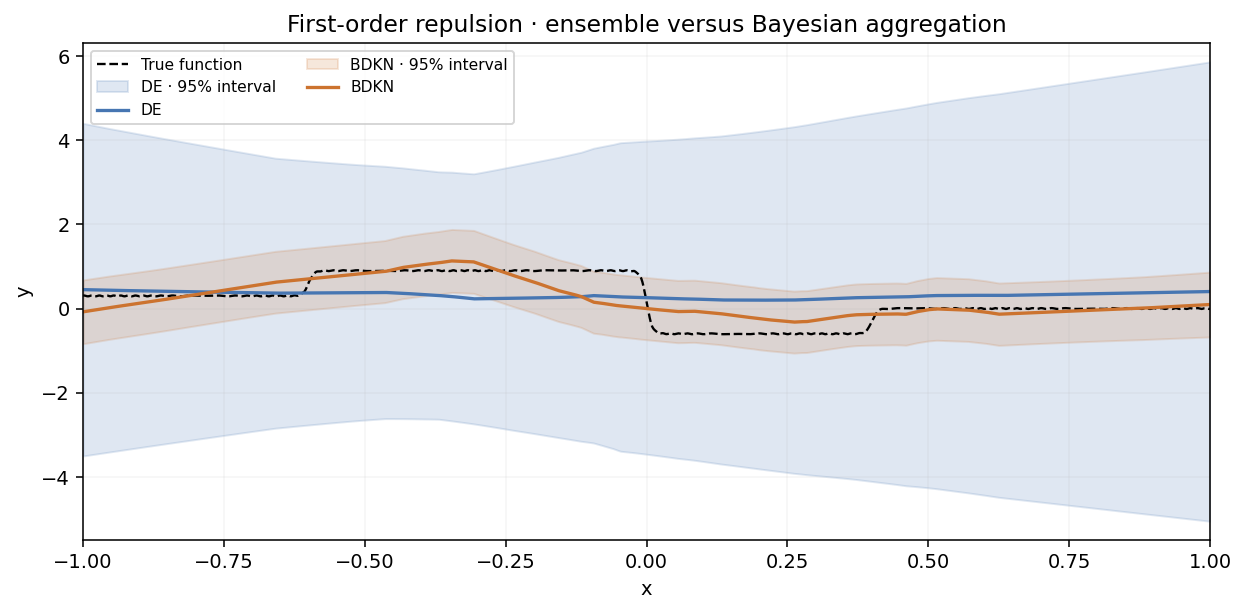 First-order repulsion · ensemble versus Bayesian aggregation
True function
DE · 95% interval
DE
BDKN · 95% interval
BDKN
y
6
4
2
0
−2
−4
−1.00 −0.75 −0.50 −0.25 0.00 0.25 0.50 0.75 1.00
x